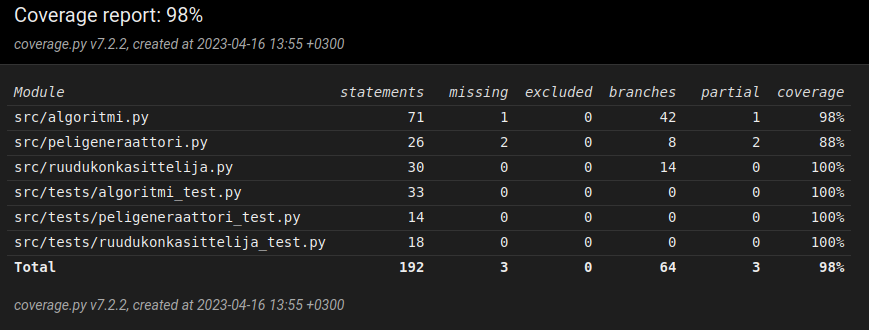 Coverage report: 98%
coverage.py v7.2.2, created at 2023-04-16 13:55 +0300
Module statements missing excluded branches partial coverage
src/algoritmi.py 71 1 0 42 1 98%
src/peligeneraattori.py 26 2 0 8 2 88%
src/ruudukonkasittelija.py 30 0 0 14 0 100%
src/tests/algoritmi_test.py 33 0 0 0 0 100%
src/tests/peligeneraattori_test.py 14 0 0 0 0 100%
src/tests/ruudukonkasittelija_test.py 18 0 0 0 0 100%
Total 192 3 0 64 3 98%
coverage.py v7.2.2, created at 2023-04-16 13:55 +0300